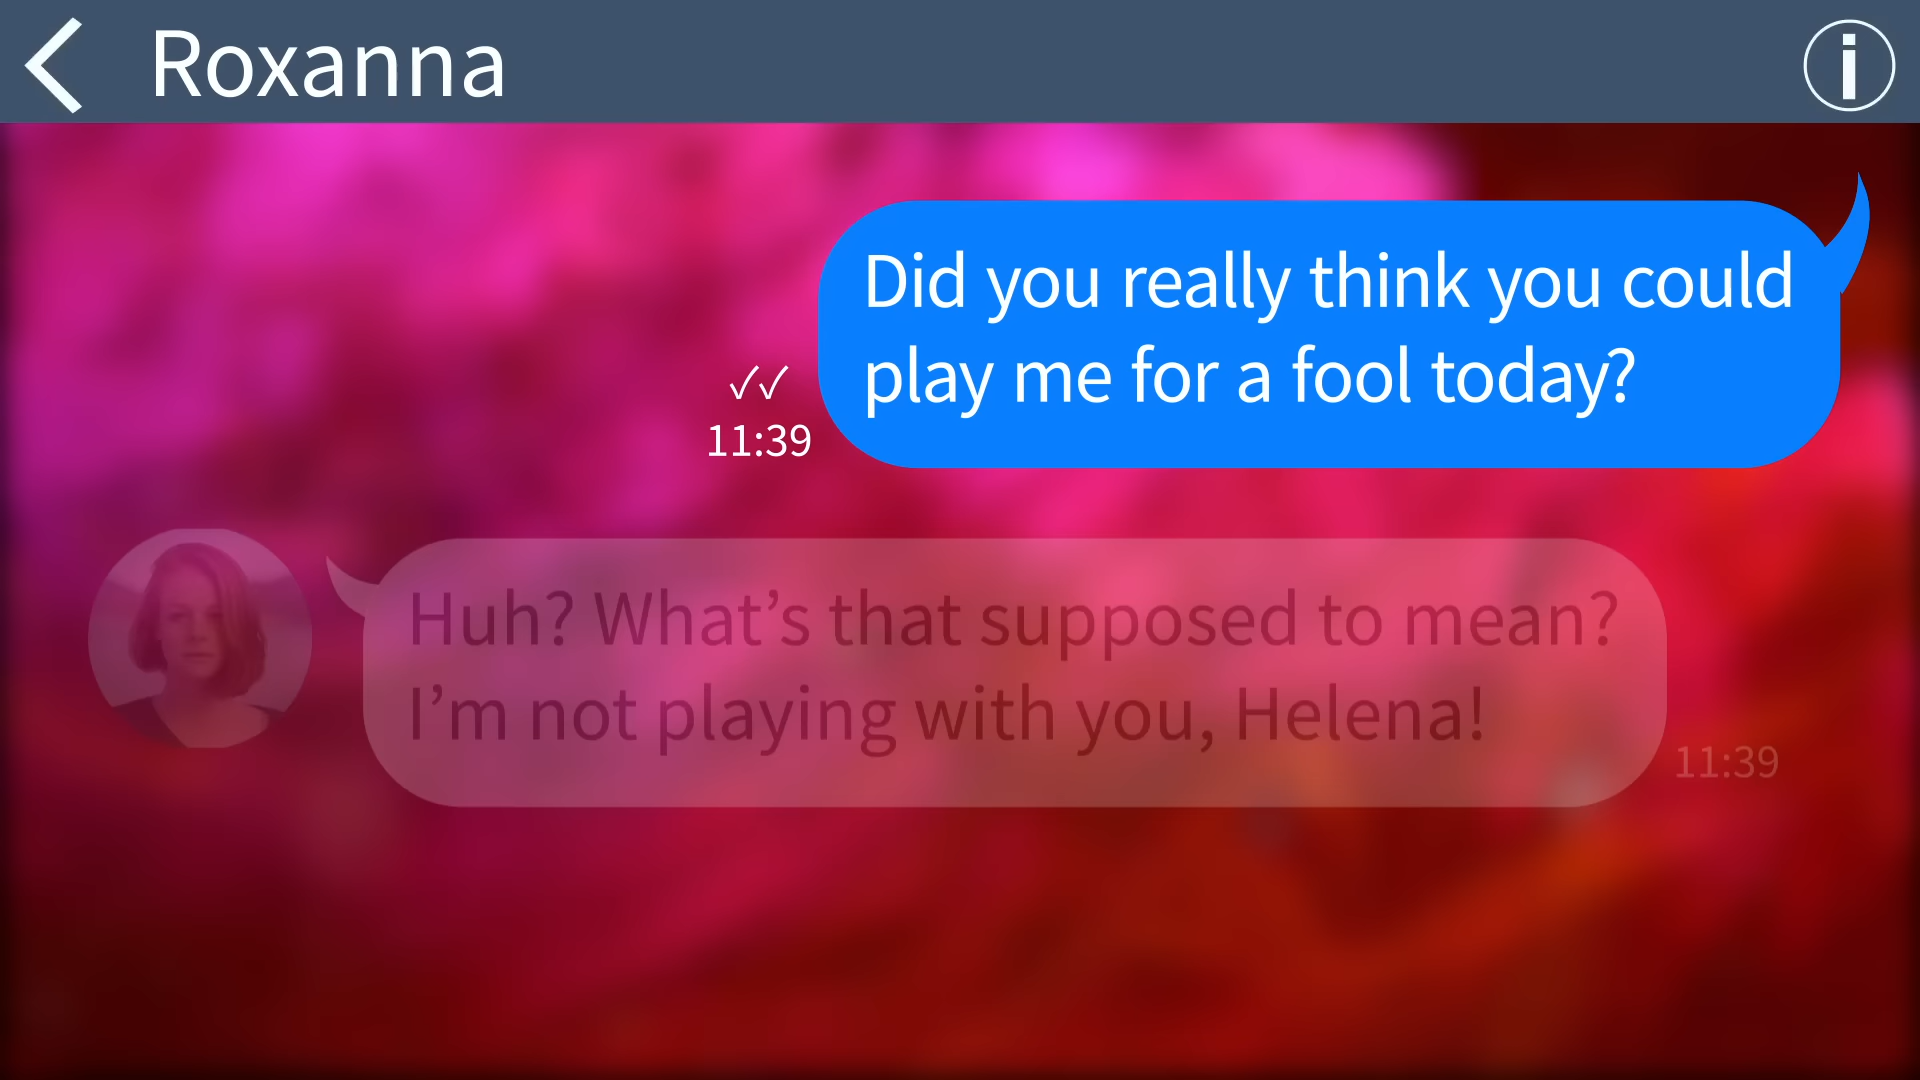 Roxanna
Did you really think you could
play me for a fool today?
✓✓
11:39
Huh? What’s that supposed to mean?
I’m not playing with you, Helena!
11:39